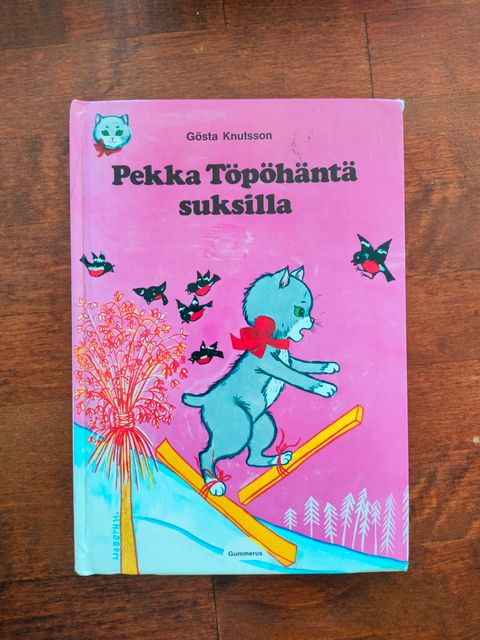 Gösta Knutsson
Pekka Töpöhäntä
suksilla
Gummerus